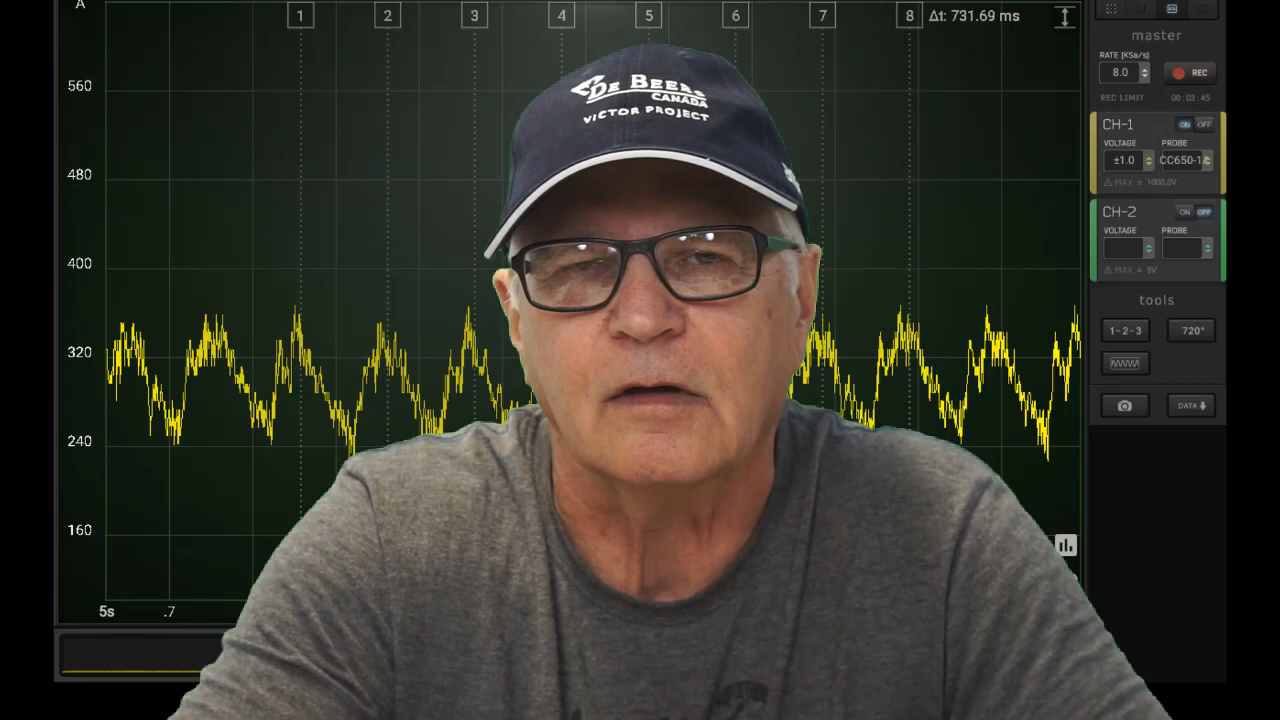 A
1 2 3 4 5 6 7 8 Δt: 731.69 ms
560
480
400
320
240
160
5s .7
DE BEERS
CANADA
VICTOR PROJECT
master
RATE [KSa/s]
8.0 REC
REC LIMIT 00:03:45
CH-1 ON OFF
VOLTAGE PROBE
±1.0 CC650-1/
MAX ± 1000.0V
CH-2 ON OFF
VOLTAGE PROBE
MAX ± 5V
tools
1-2-3 720°
DATA